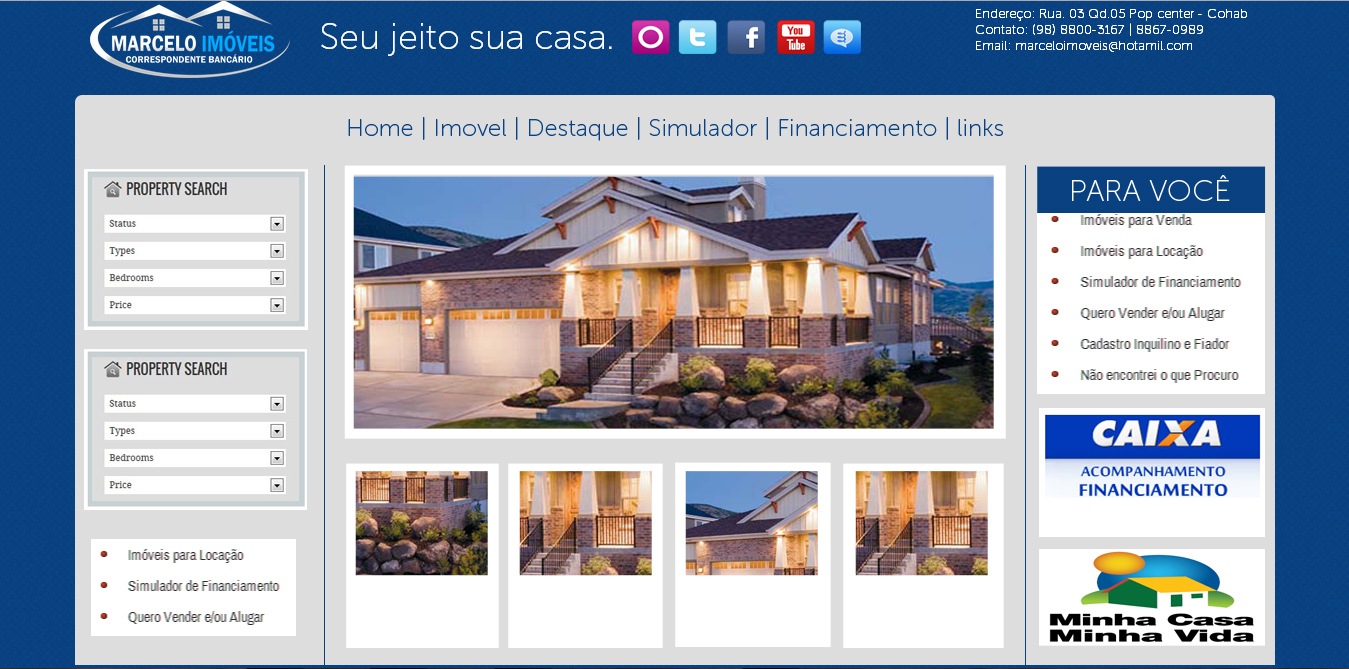 MARCELO IMÓVEIS
CORRESPONDENTE BANCÁRIO
Seu jeito sua casa.
You
Tube
Endereço: Rua. 03 Qd.05 Pop center - Cohab
Contato: (98) 8800-3167 | 8867-0989
Email: marceloimoveis@hotamil.com
Home | Imovel | Destaque | Simulador | Financiamento | links
PROPERTY SEARCH
Status
Types
Bedrooms
Price
PROPERTY SEARCH
Status
Types
Bedrooms
Price
Imóveis para Locação
Simulador de Financiamento
Quero Vender e/ou Alugar
PARA VOCÊ
Imóveis para Venda
Imóveis para Locação
Simulador de Financiamento
Quero Vender e/ou Alugar
Cadastro Inquilino e Fiador
Não encontrei o que Procuro
CAIXA
ACOMPANHAMENTO
FINANCIAMENTO
Minha Casa
Minha Vida